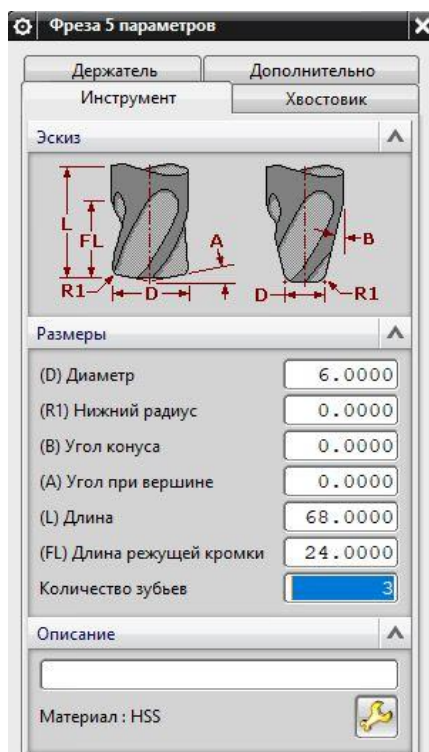 Фреза 5 параметров
Держатель Дополнительно
Инструмент Хвостовик
Эскиз
L
FL
A
B
R1 D D R1
Размеры
(D) Диаметр 6.0000
(R1) Нижний радиус 0.0000
(B) Угол конуса 0.0000
(A) Угол при вершине 0.0000
(L) Длина 68.0000
(FL) Длина режущей кромки 24.0000
Количество зубьев 3
Описание
Материал : HSS